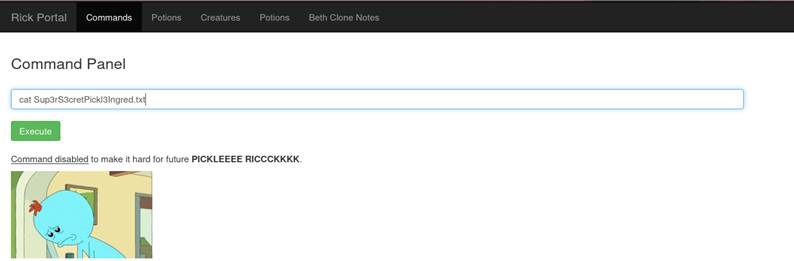 Rick Portal Commands Potions Creatures Potions Beth Clone Notes
Command Panel
cat Sup3rS3cretPickl3Ingred.txt
Execute
Command disabled to make it hard for future PICKLEEEE RICCCKKKK.